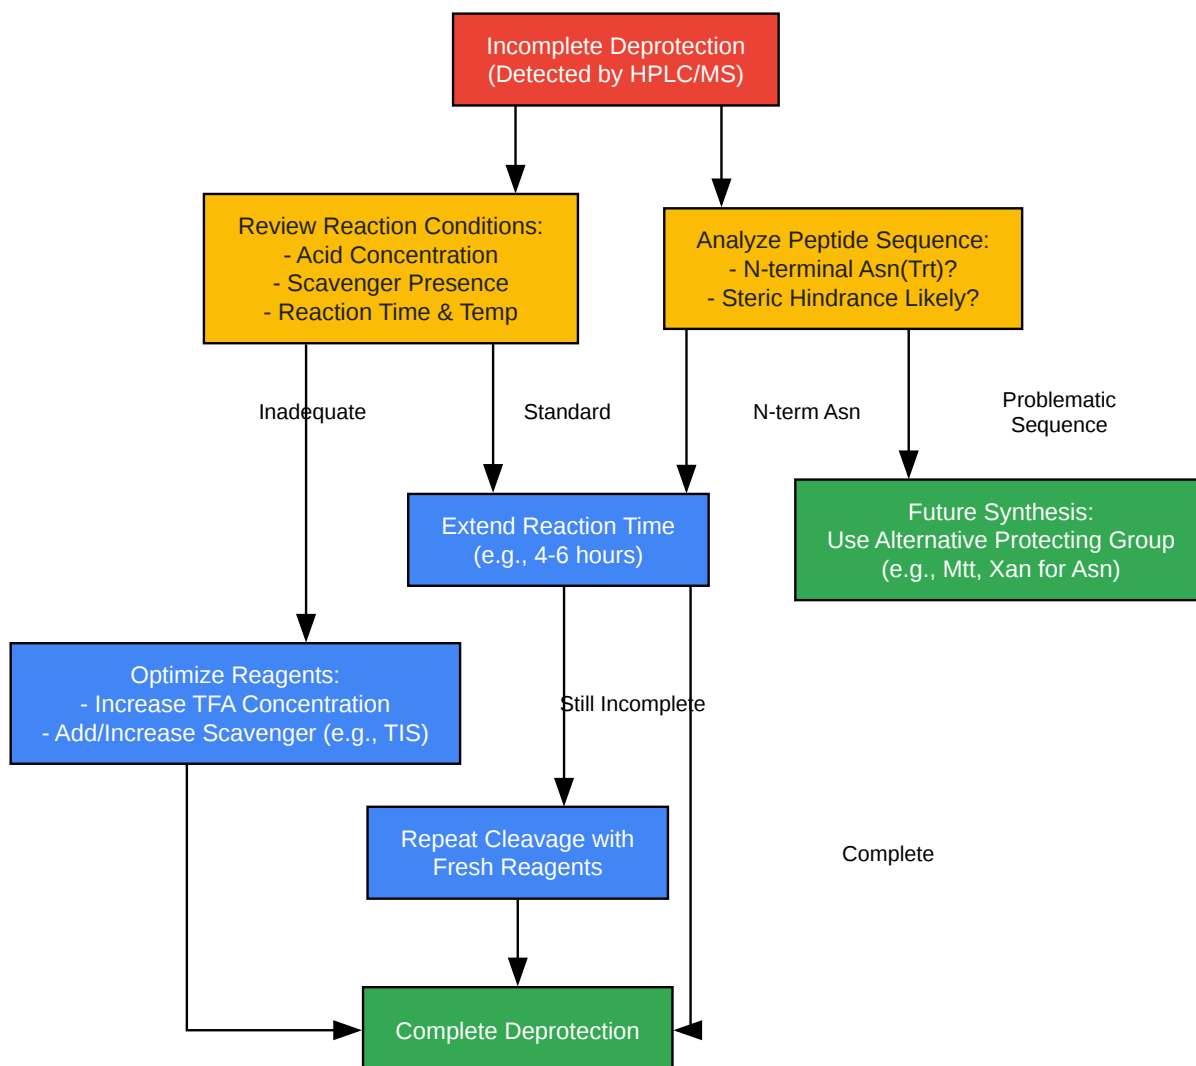 Incomplete Deprotection
(Detected by HPLC/MS)
Review Reaction Conditions:
- Acid Concentration
- Scavenger Presence
- Reaction Time & Temp
Analyze Peptide Sequence:
- N-terminal Asn(Trt)?
- Steric Hindrance Likely?
Inadequate
Standard
N-term Asn
Problematic
Sequence
Extend Reaction Time
(e.g., 4-6 hours)
Future Synthesis:
Use Alternative Protecting Group
(e.g., Mtt, Xan for Asn)
Optimize Reagents:
- Increase TFA Concentration
- Add/Increase Scavenger (e.g., TIS)
Still Incomplete
Repeat Cleavage with
Fresh Reagents
Complete
Complete Deprotection